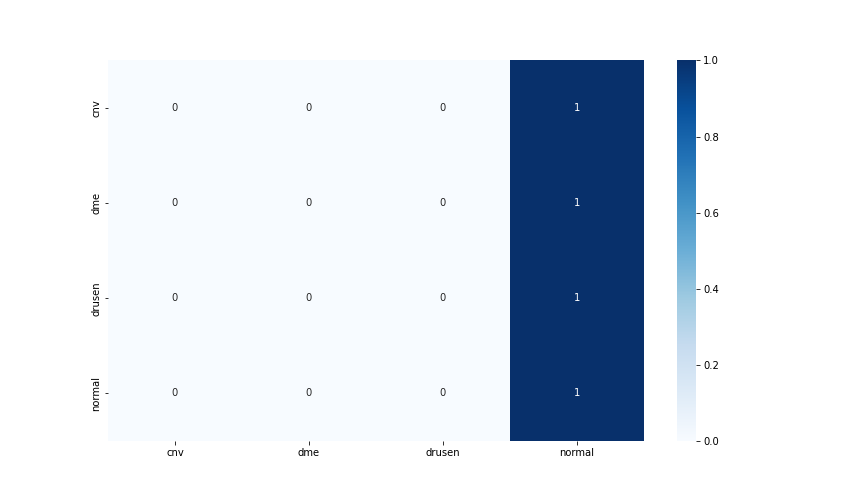 1.0
cnv 0 0 0 1
0.8
dme 0 0 0 1
0.6
0.4
drusen 0 0 0 1
0.2
normal 0 0 0 1
0.0
cnv dme drusen normal